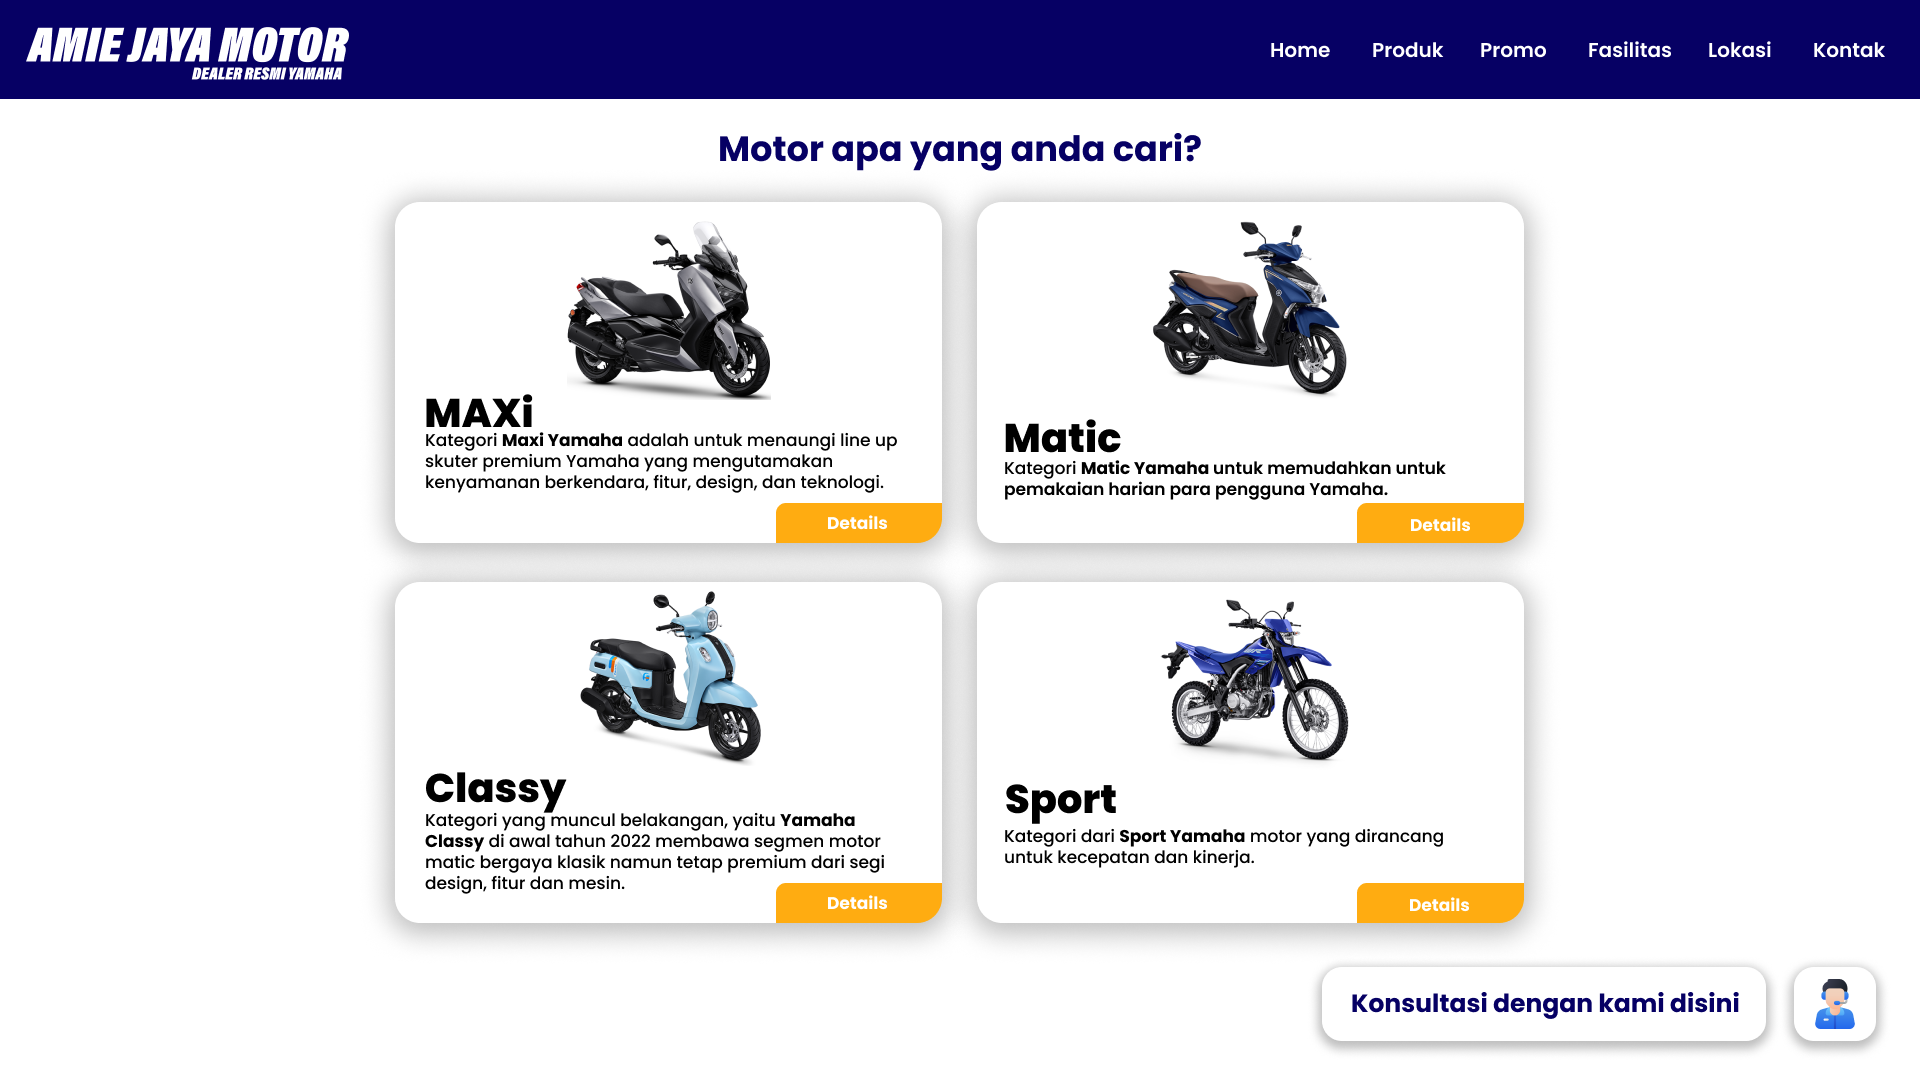 AMIE JAYA MOTOR
DEALER RESMI YAMAHA
Home Produk Promo Fasilitas Lokasi Kontak
Motor apa yang anda cari?
MAXi
Kategori Maxi Yamaha adalah untuk menaungi line up
skuter premium Yamaha yang mengutamakan
kenyamanan berkendara, fitur, design, dan teknologi.
Details
Matic
Kategori Matic Yamaha untuk memudahkan untuk
pemakaian harian para pengguna Yamaha.
Details
Classy
Kategori yang muncul belakangan, yaitu Yamaha
Classy di awal tahun 2022 membawa segmen motor
matic bergaya klasik namun tetap premium dari segi
design, fitur dan mesin.
Details
Sport
Kategori dari Sport Yamaha motor yang dirancang
untuk kecepatan dan kinerja.
Details
Konsultasi dengan kami disini